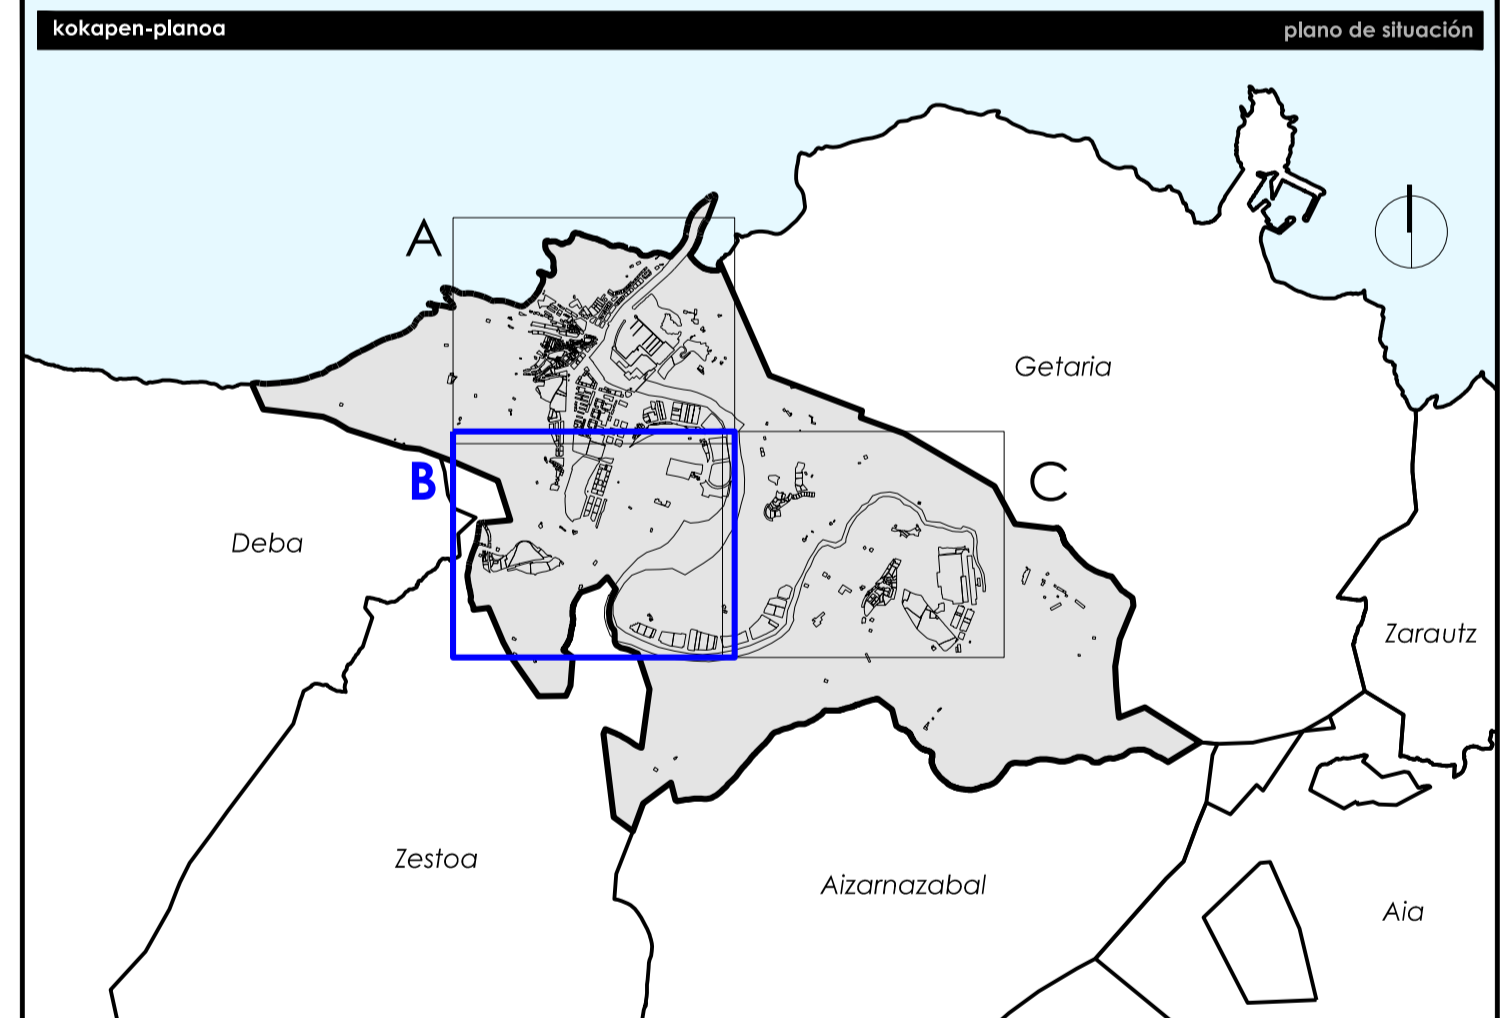 kokapen-planoa
plano de situación
A
Getaria
B
C
Deba
Zarautz
Zestoa
Aizarnazabal
Aia